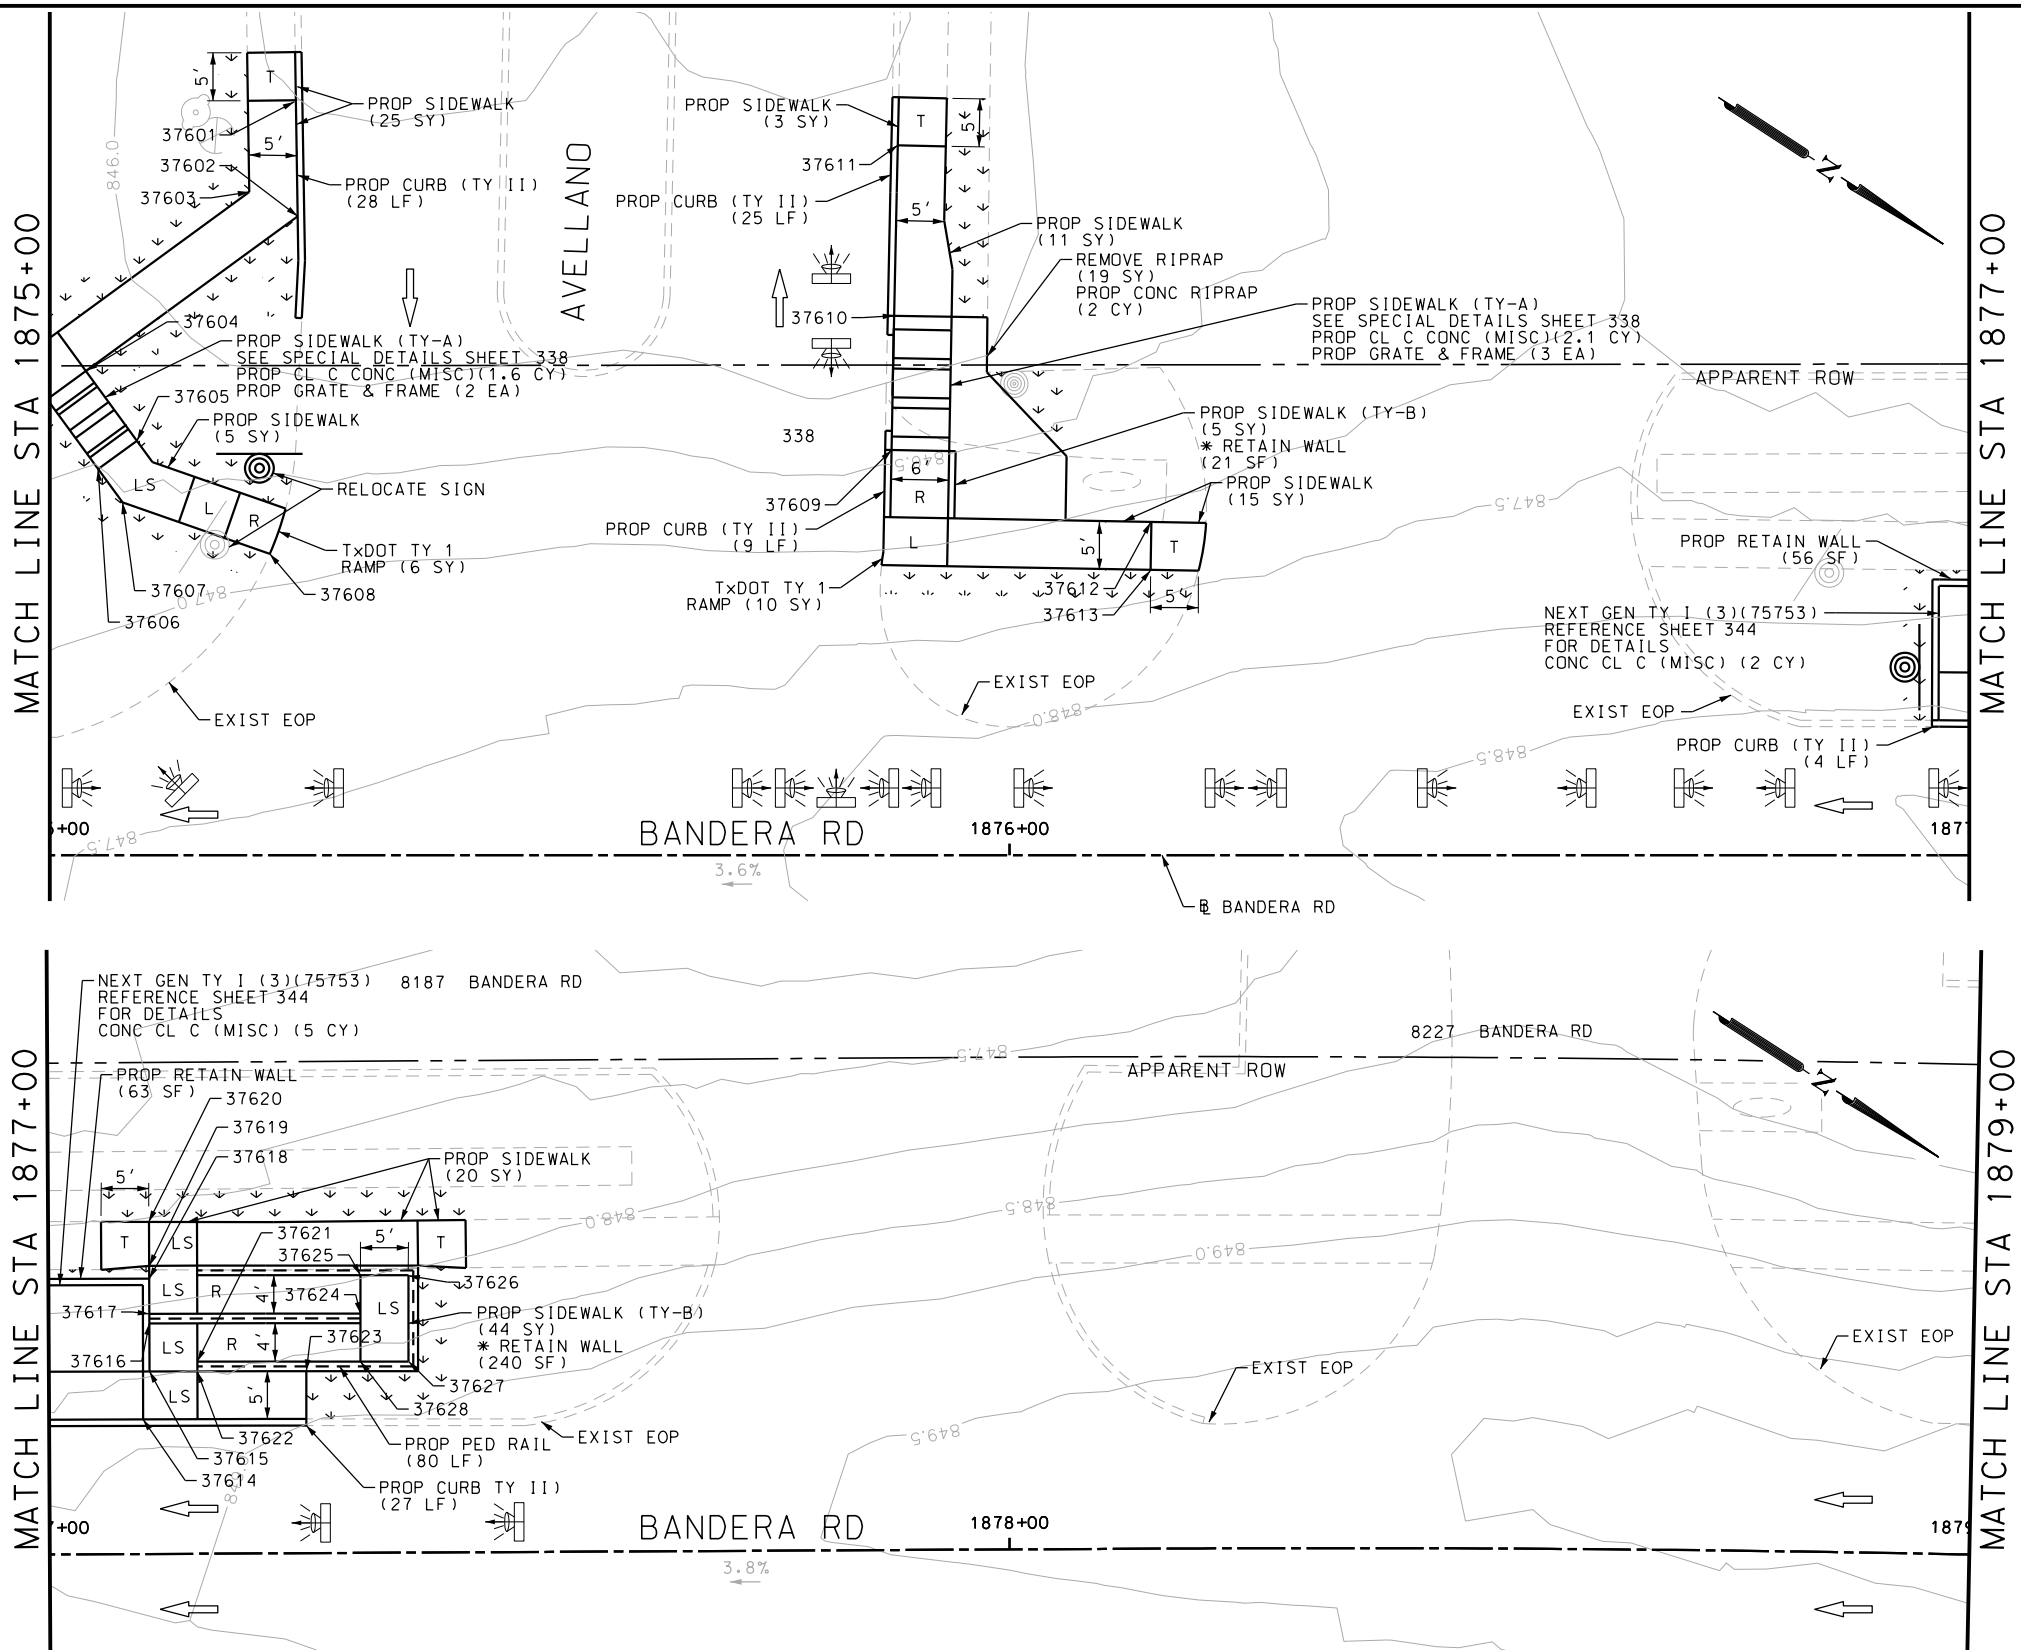 MATCH LINE STA 1875+00
846.0
5'
T
PROP SIDEWALK
(25 SY)
37601
5'
37602
PROP CURB (TY II)
(28 LF)
37603
AVELLANO
37604
PROP SIDEWALK (TY-A)
SEE SPECIAL DETAILS SHEET 338
PROP CL C CONC (MISC)(1.6 CY)
PROP GRATE & FRAME (2 EA)
37605
PROP SIDEWALK
(5 SY)
LS
L
R
RELOCATE SIGN
TxDOT TY 1
RAMP (6 SY)
37607
37608
37606
847.0
EXIST EOP
847.5
PROP SIDEWALK
(3 SY)
T
5'
37611
PROP CURB (TY II)
(25 LF)
5'
PROP SIDEWALK
(11 SY)
REMOVE RIPRAP
(19 SY)
PROP CONC RIPRAP
(2 CY)
37610
PROP SIDEWALK (TY-A)
SEE SPECIAL DETAILS SHEET 338
PROP CL C CONC (MISC)(2.1 CY)
PROP GRATE & FRAME (3 EA)
APPARENT ROW
338
846.5
6'
R
PROP SIDEWALK (TY-B)
(5 SY)
* RETAIN WALL
(21 SF)
PROP SIDEWALK
(15 SY)
37609
PROP CURB (TY II)
(9 LF)
L
5'
T
TxDOT TY 1
RAMP (10 SY)
37612
5'
37613
EXIST EOP
848.0
847.5
PROP RETAIN WALL
(56 SF)
NEXT GEN TY I (3)(75753)
REFERENCE SHEET 344
FOR DETAILS
CONC CL C (MISC) (2 CY)
EXIST EOP
848.5
PROP CURB (TY II)
(4 LF)
N
MATCH LINE STA 1877+00
+00
BANDERA RD
1876+00
187
3.6%
BL BANDERA RD
MATCH LINE STA 1877+00
NEXT GEN TY I (3)(75753)
REFERENCE SHEET 344
FOR DETAILS
CONC CL C (MISC) (5 CY)
8187 BANDERA RD
PROP RETAIN WALL
(63 SF)
37620
37619
37618
5'
PROP SIDEWALK
(20 SY)
T
LS
37621
5'
T
37625
LS
R
4'
37624
LS
37626
37617
PROP SIDEWALK (TY-B)
(44 SY)
* RETAIN WALL
(240 SF)
LS
R
4'
37623
37616
37627
LS
5'
37628
37622
PROP PED RAIL
(80 LF)
EXIST EOP
37615
37614
PROP CURB TY II)
(27 LF)
847.5
848.0
848.5
849.0
849.5
8227 BANDERA RD
APPARENT ROW
N
EXIST EOP
EXIST EOP
MATCH LINE STA 1879+00
+00
BANDERA RD
1878+00
1879
3.8%